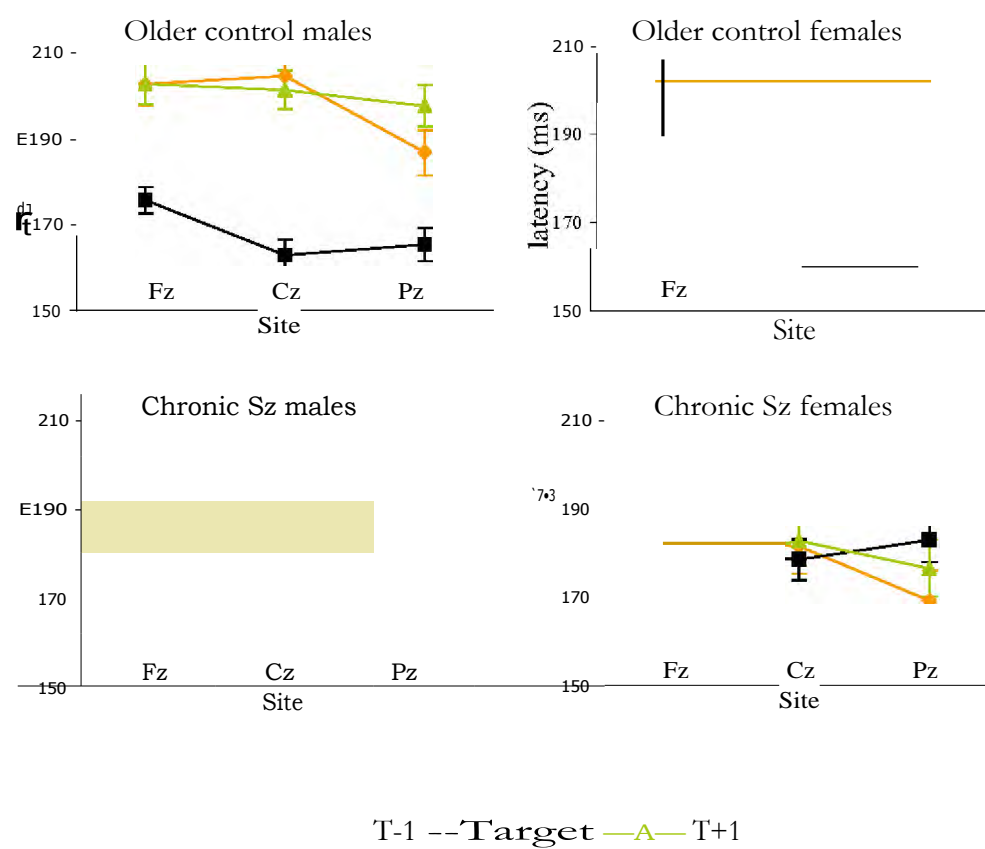 Older control males
210 -
E190 -
170 -
150
Fz Cz Pz
Site
Older control females
210 -
latency (ms)
190
170
150
Fz
Site
Chronic Sz males
210
E190
170
150
Fz Cz Pz
Site
Chronic Sz females
210 -
190
170
150
Fz Cz Pz
Site
T-1 --Target —A— T+1